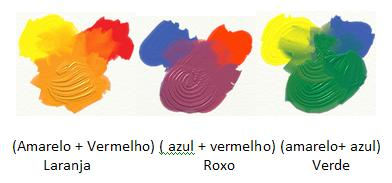 (Amarelo + Vermelho) ( azul + vermelho) (amarelo+ azul)
Laranja Roxo Verde